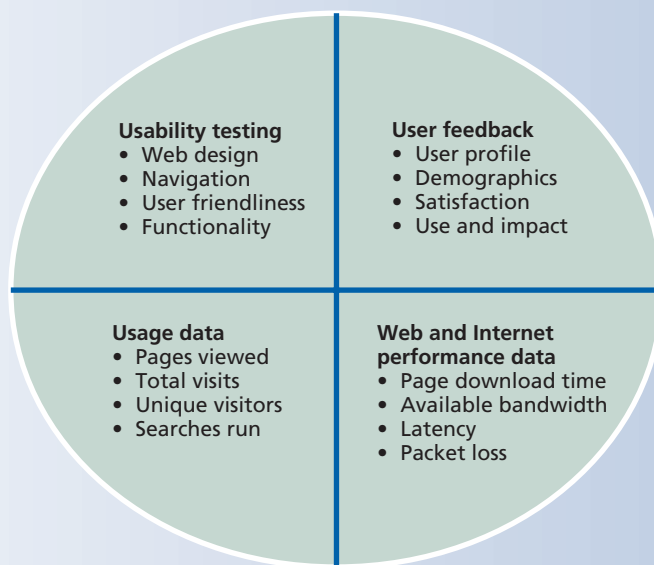 Usability testing
• Web design
• Navigation
• User friendliness
• Functionality
User feedback
• User profile
• Demographics
• Satisfaction
• Use and impact
Usage data
• Pages viewed
• Total visits
• Unique visitors
• Searches run
Web and Internet
performance data
• Page download time
• Available bandwidth
• Latency
• Packet loss